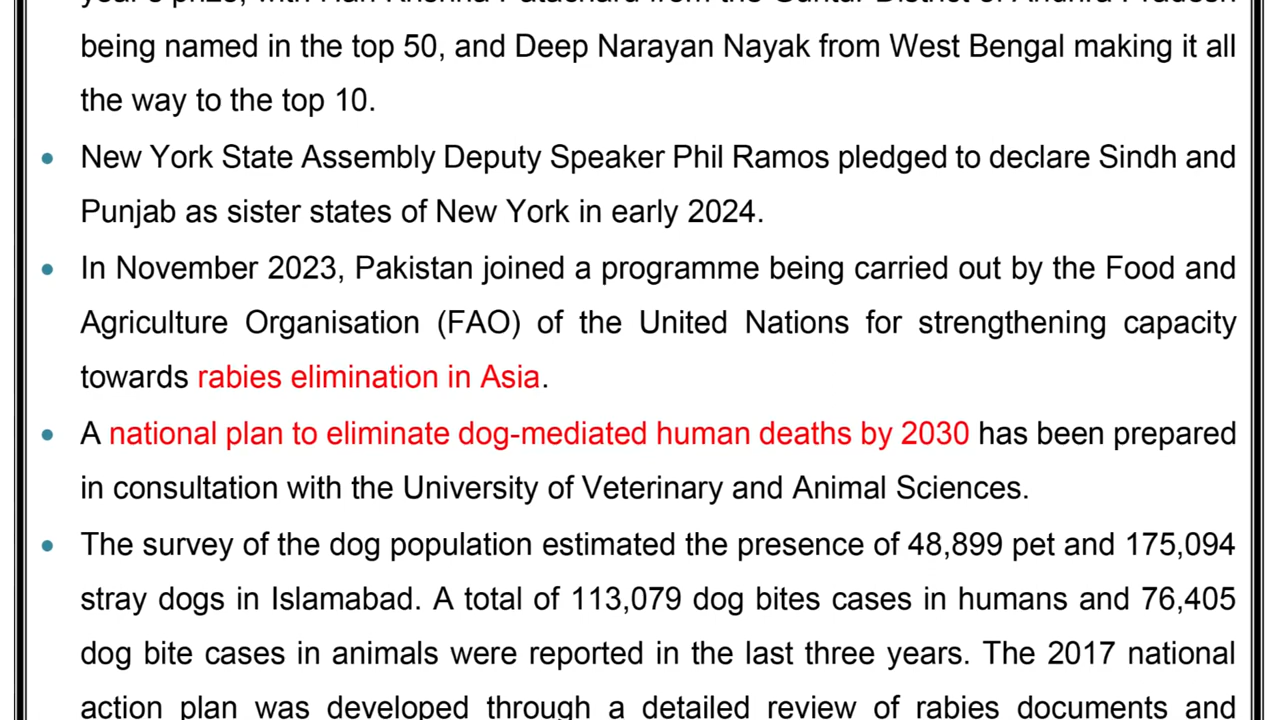 being named in the top 50, and Deep Narayan Nayak from West Bengal making it all
the way to the top 10.
• New York State Assembly Deputy Speaker Phil Ramos pledged to declare Sindh and
Punjab as sister states of New York in early 2024.
• In November 2023, Pakistan joined a programme being carried out by the Food and
Agriculture Organisation (FAO) of the United Nations for strengthening capacity
towards rabies elimination in Asia.
• A national plan to eliminate dog-mediated human deaths by 2030 has been prepared
in consultation with the University of Veterinary and Animal Sciences.
• The survey of the dog population estimated the presence of 48,899 pet and 175,094
stray dogs in Islamabad. A total of 113,079 dog bites cases in humans and 76,405
dog bite cases in animals were reported in the last three years. The 2017 national
action plan was developed through a detailed review of rabies documents and